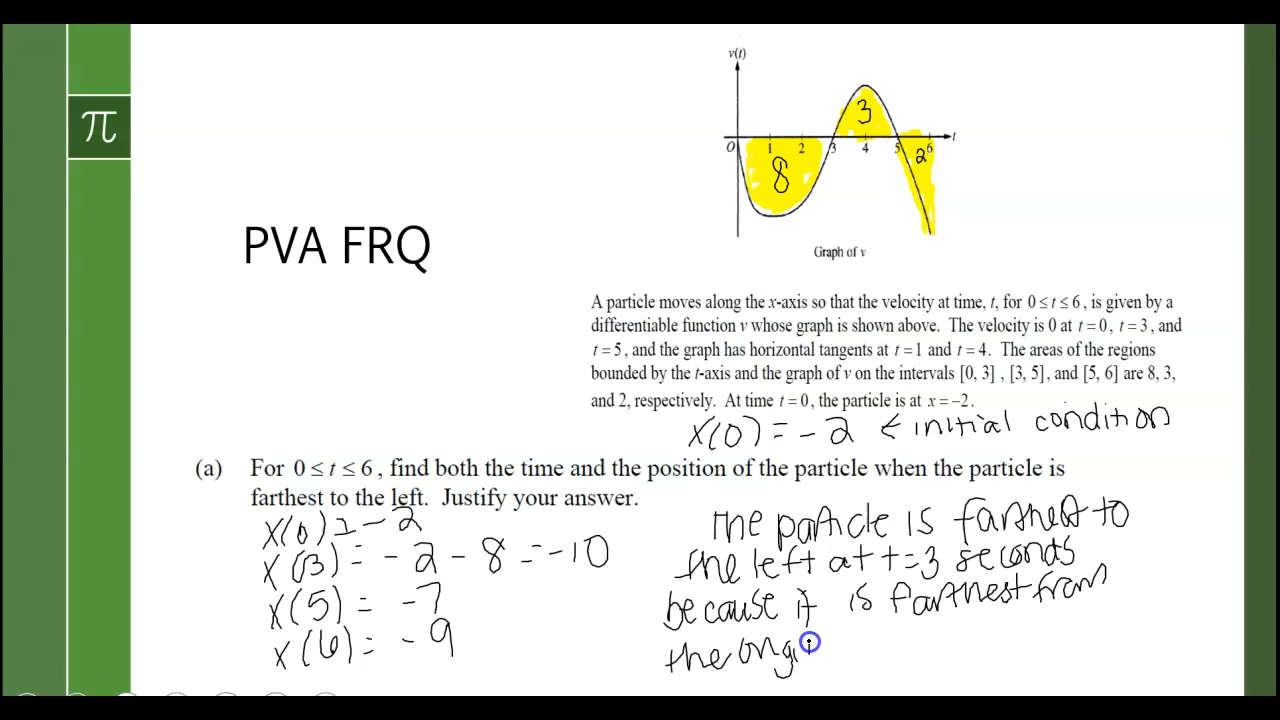 π
PVA FRQ
v(t)
3
O 1 2 3 4 5 6 t
8
2
Graph of v
A particle moves along the x-axis so that the velocity at time, t, for 0 ≤ t ≤ 6, is given by a
differentiable function v whose graph is shown above. The velocity is 0 at t = 0, t = 3, and
t = 5, and the graph has horizontal tangents at t = 1 and t = 4. The areas of the regions
bounded by the t-axis and the graph of v on the intervals [0, 3], [3, 5], and [5, 6] are 8, 3,
and 2, respectively. At time t = 0, the particle is at x = –2.
x(0) = -2 ← initial condition
(a) For 0 ≤ t ≤ 6, find both the time and the position of the particle when the particle is
farthest to the left. Justify your answer.
x(0) = -2
x(3) = -2 - 8 = -10
x(5) = -7
x(6) = -9
The particle is farthest to
the left at t=3 seconds
because it is farthest from
the origi